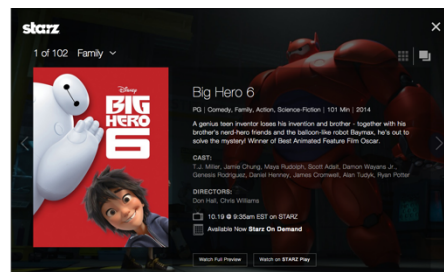 starz
1 of 102 Family
Disney
BIG
HERO
6
Big Hero 6
PG | Comedy, Family, Action, Science-Fiction | 101 Min | 2014
A genius teen inventor loses his invention and brother - together with his
brother's nerd-hero friends and the balloon-like robot Baymax, he's out to
solve the mystery! Winner of Best Animated Feature Film Oscar.
CAST:
T.J. Miller, Jamie Chung, Maya Rudolph, Scott Adsit, Damon Wayans Jr.,
Genesis Rodriguez, Daniel Henney, James Cromwell, Alan Tudyk, Ryan Potter
DIRECTORS:
Don Hall, Chris Williams
10.19 @ 9:35am EST on STARZ
Available Now Starz On Demand
Watch Full Preview
Watch on STARZ Play